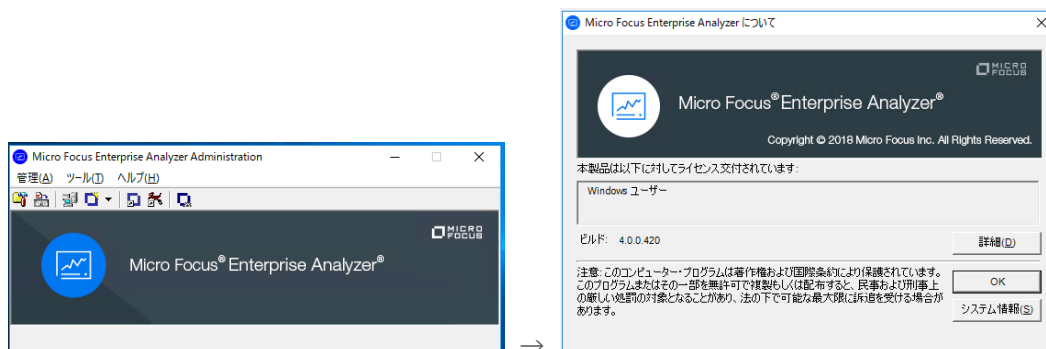 Micro Focus Enterprise Analyzer Administration
管理(A) ツール(T) ヘルプ(H)
MICRO FOCUS
Micro Focus® Enterprise Analyzer®
→
Micro Focus Enterprise Analyzer について
MICRO FOCUS
Micro Focus® Enterprise Analyzer®
Copyright © 2018 Micro Focus Inc. All Rights Reserved.
本製品は以下に対してライセンス交付されています:
Windows ユーザー
ビルド: 4.0.0.420
詳細(D)
注意: このコンピューター・プログラムは著作権および国際条約により保護されています。
このプログラムまたはその一部を無許可で複製もしくは配布すると、民事および刑事上
の厳しい処罰の対象となることがあり、法の下で可能な最大限に訴追を受ける場合が
あります。
OK
システム情報(S)